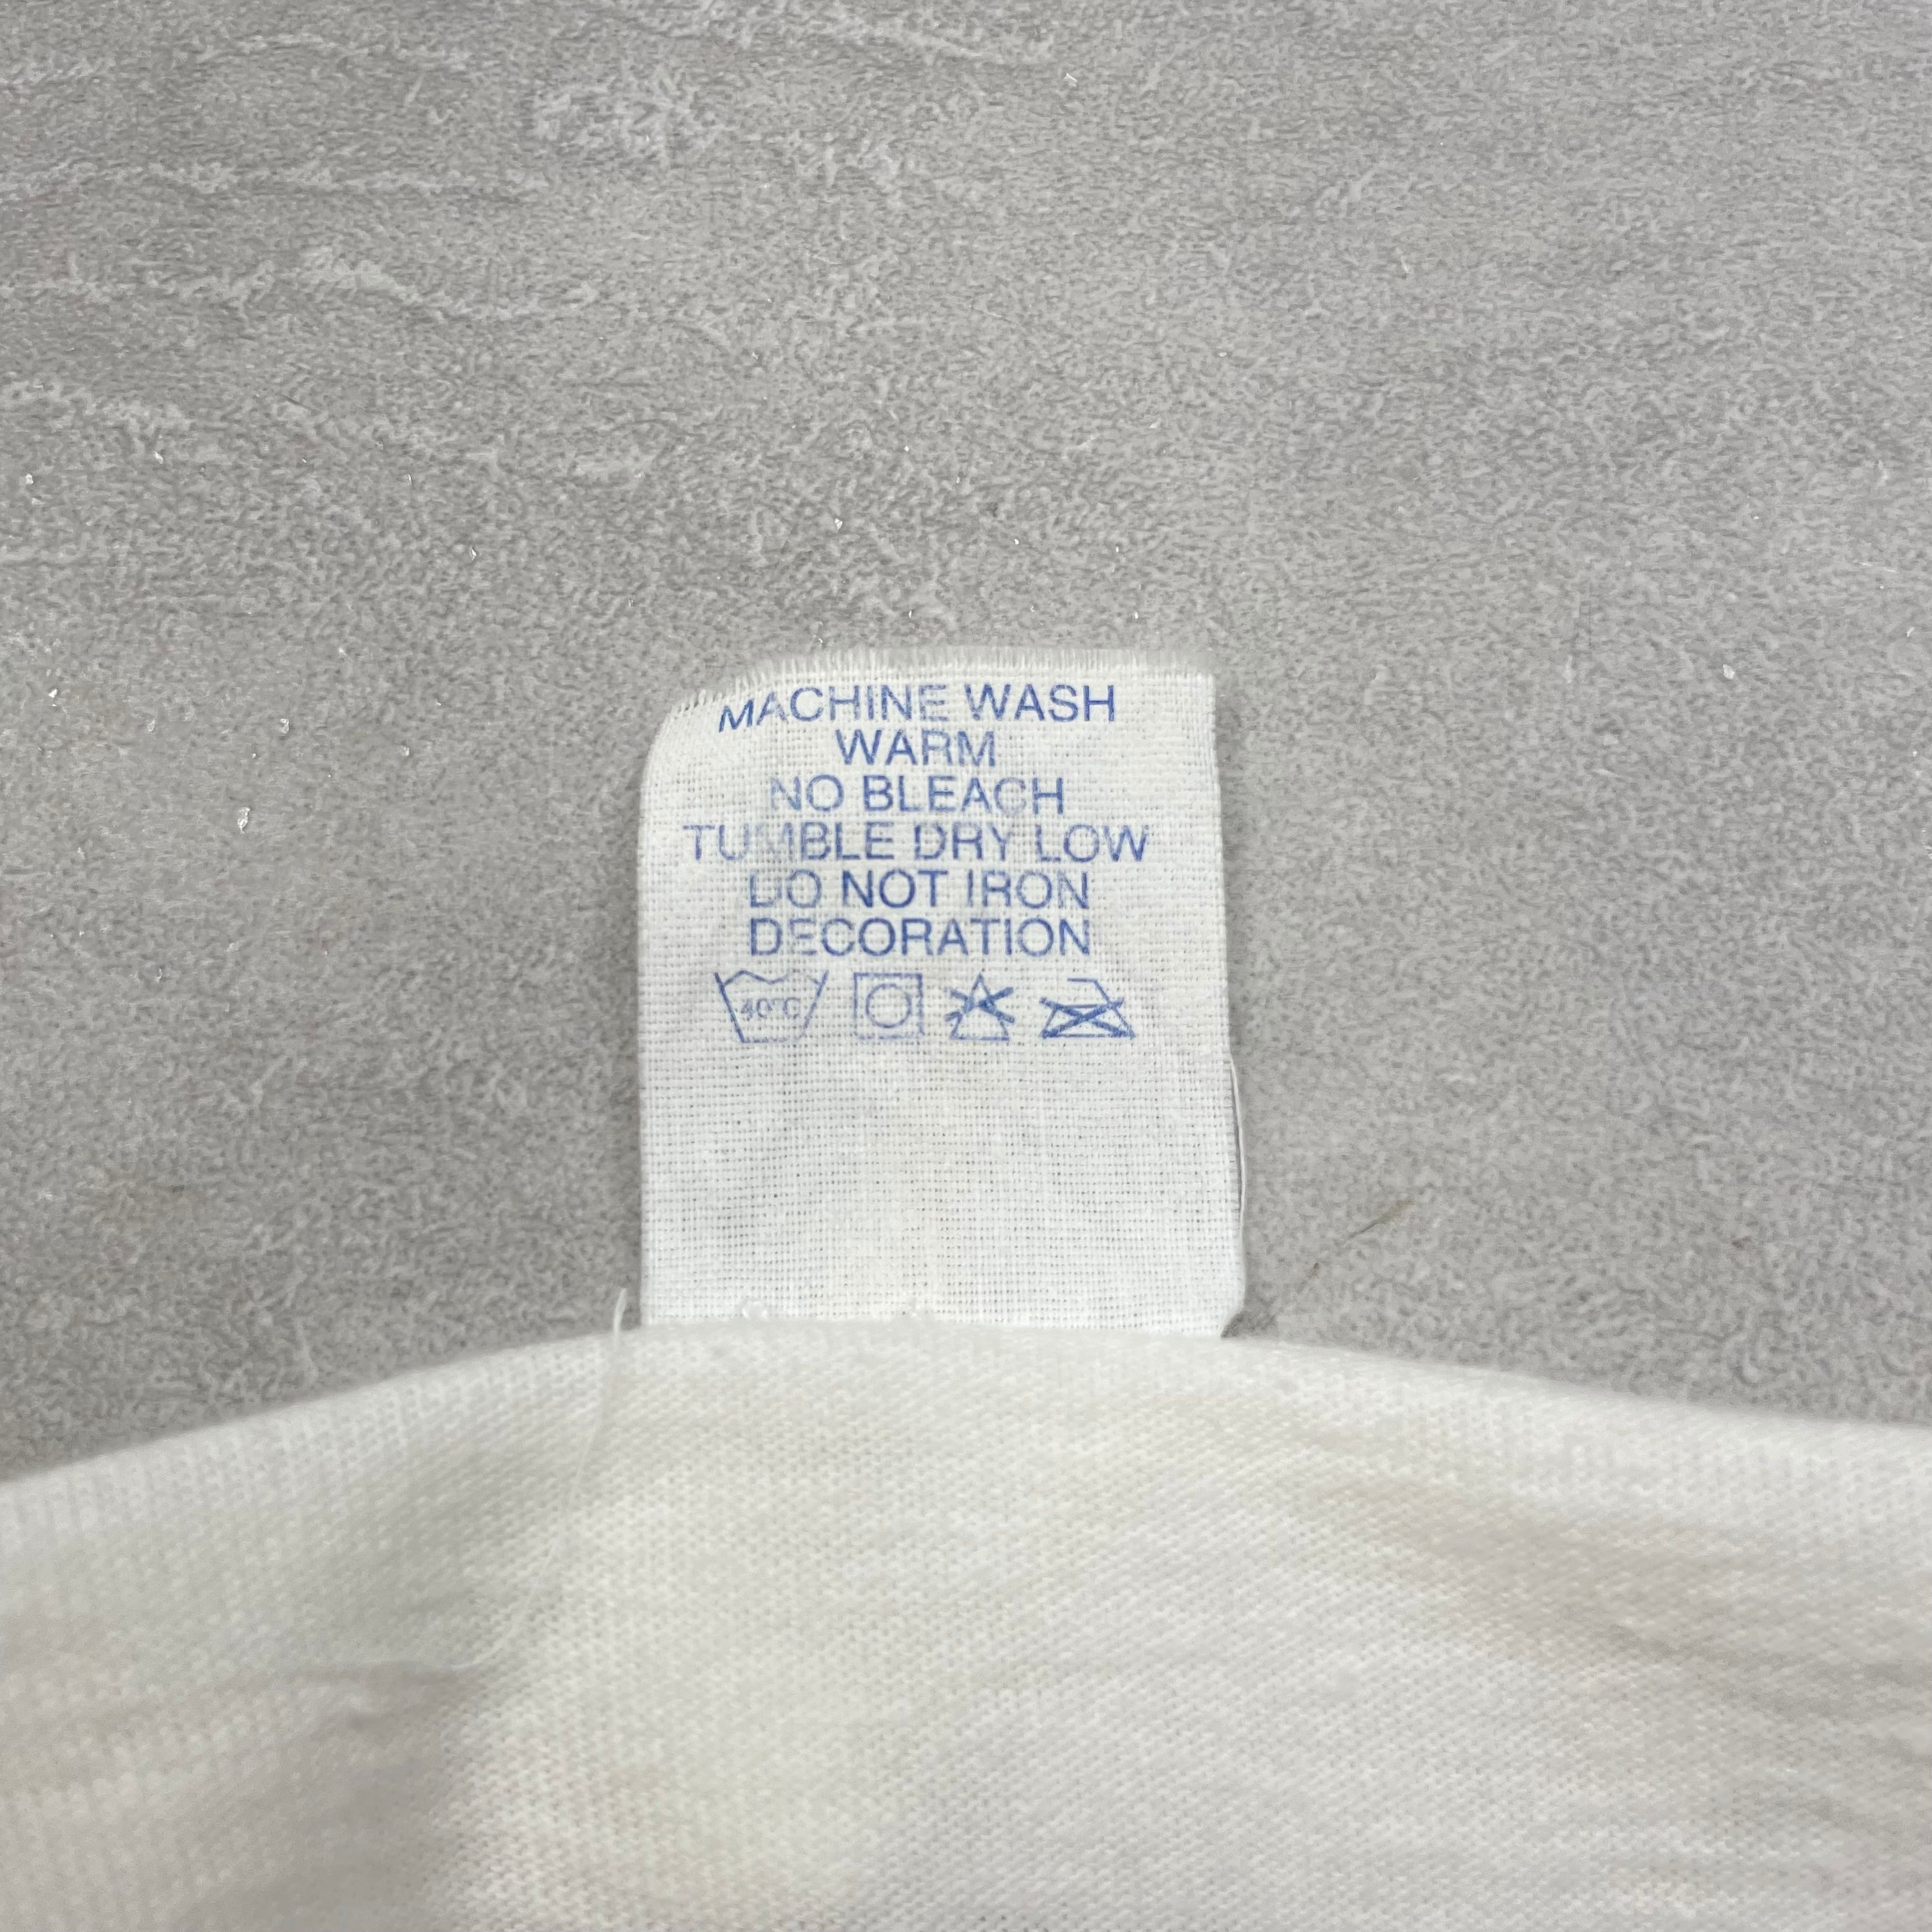 MACHINE WASH
WARM
NO BLEACH
TUMBLE DRY LOW
DO NOT IRON
DECORATION
40°C